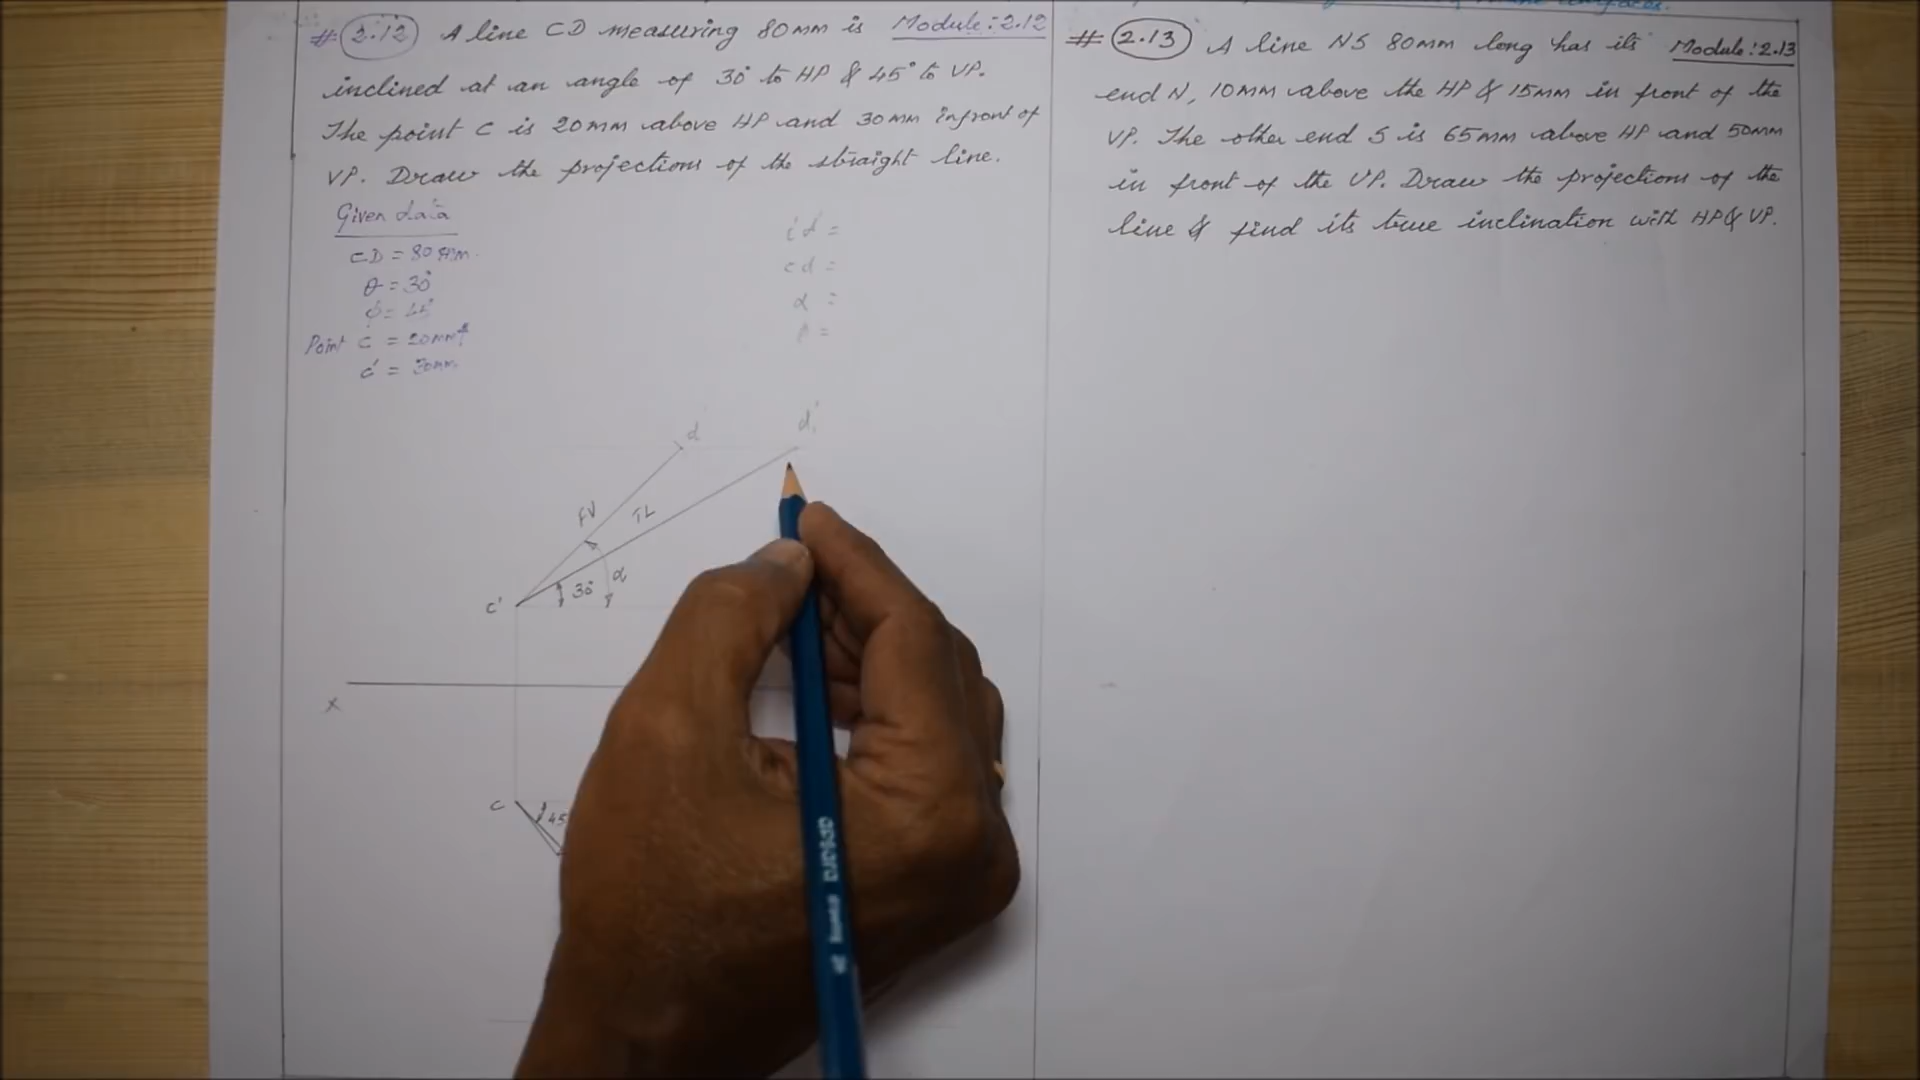 # 2.12 A line CD measuring 80mm is Module:2.12
inclined at an angle of 30° to HP & 45° to VP.
The point C is 20mm above HP and 30mm infront of
VP. Draw the projections of the straight line.
Given data
CD = 80mm.
θ = 30°
ϕ = 45°
Point C = 20mm↑
c' = 30mm
c'd' =
cd =
α =
β =
d'
d₁'
FV
TL
30°
α
c'
X
c
45
# 2.13 A line NS 80mm long has its Module:2.13
end N, 10mm above the HP & 15mm in front of the
VP. The other end S is 65mm above HP and 50mm
in front of the VP. Draw the projections of the
line & find its true inclination with HP & VP.